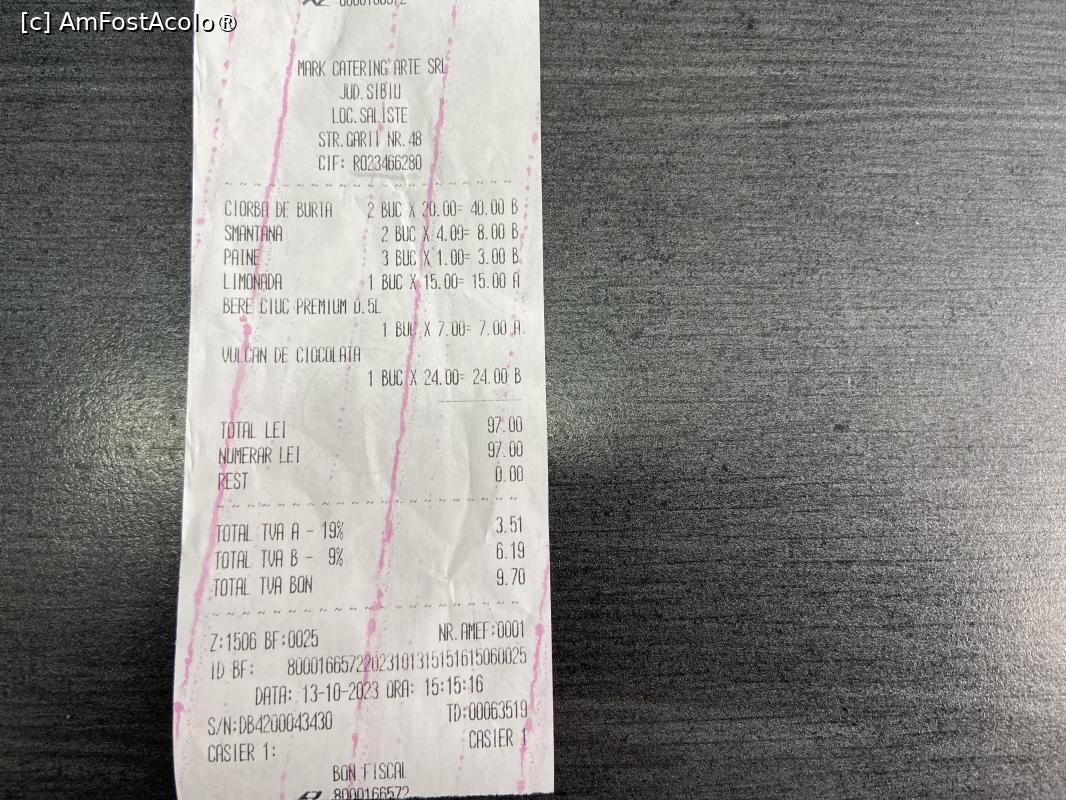 [c] AmFostAcolo®
8000166572
MARK CATERING ARTE SRL
JUD.SIBIU
LOC.SALISTE
STR.GARII NR.48
CIF: RO23466280
CIORBA DE BURTA 2 BUC X 20.00= 40.00 B
SMANTANA 2 BUC X 4.00= 8.00 B
PAINE 3 BUC X 1.00= 3.00 B
LIMONADA 1 BUC X 15.00= 15.00 A
BERE CIUC PREMIUM 0.5L
1 BUC X 7.00= 7.00 A
VULCAN DE CIOCOLATA
1 BUC X 24.00= 24.00 B
TOTAL LEI 97.00
NUMERAR LEI 97.00
REST 0.00
TOTAL TVA A - 19% 3.51
TOTAL TVA B - 9% 6.19
TOTAL TVA BON 9.70
Z:1506 BF:0025 NR.AMEF:0001
ID BF: 80001665722023101315151615060025
DATA: 13-10-2023 ORA: 15:15:16
S/N:DB4200043430 TD:00063519
CASIER 1: CASIER 1
BON FISCAL
8000166572